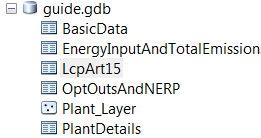 guide.gdb
BasicData
EnergyInputAndTotalEmission
LcpArt15
OptOutsAndNERP
Plant_Layer
PlantDetails